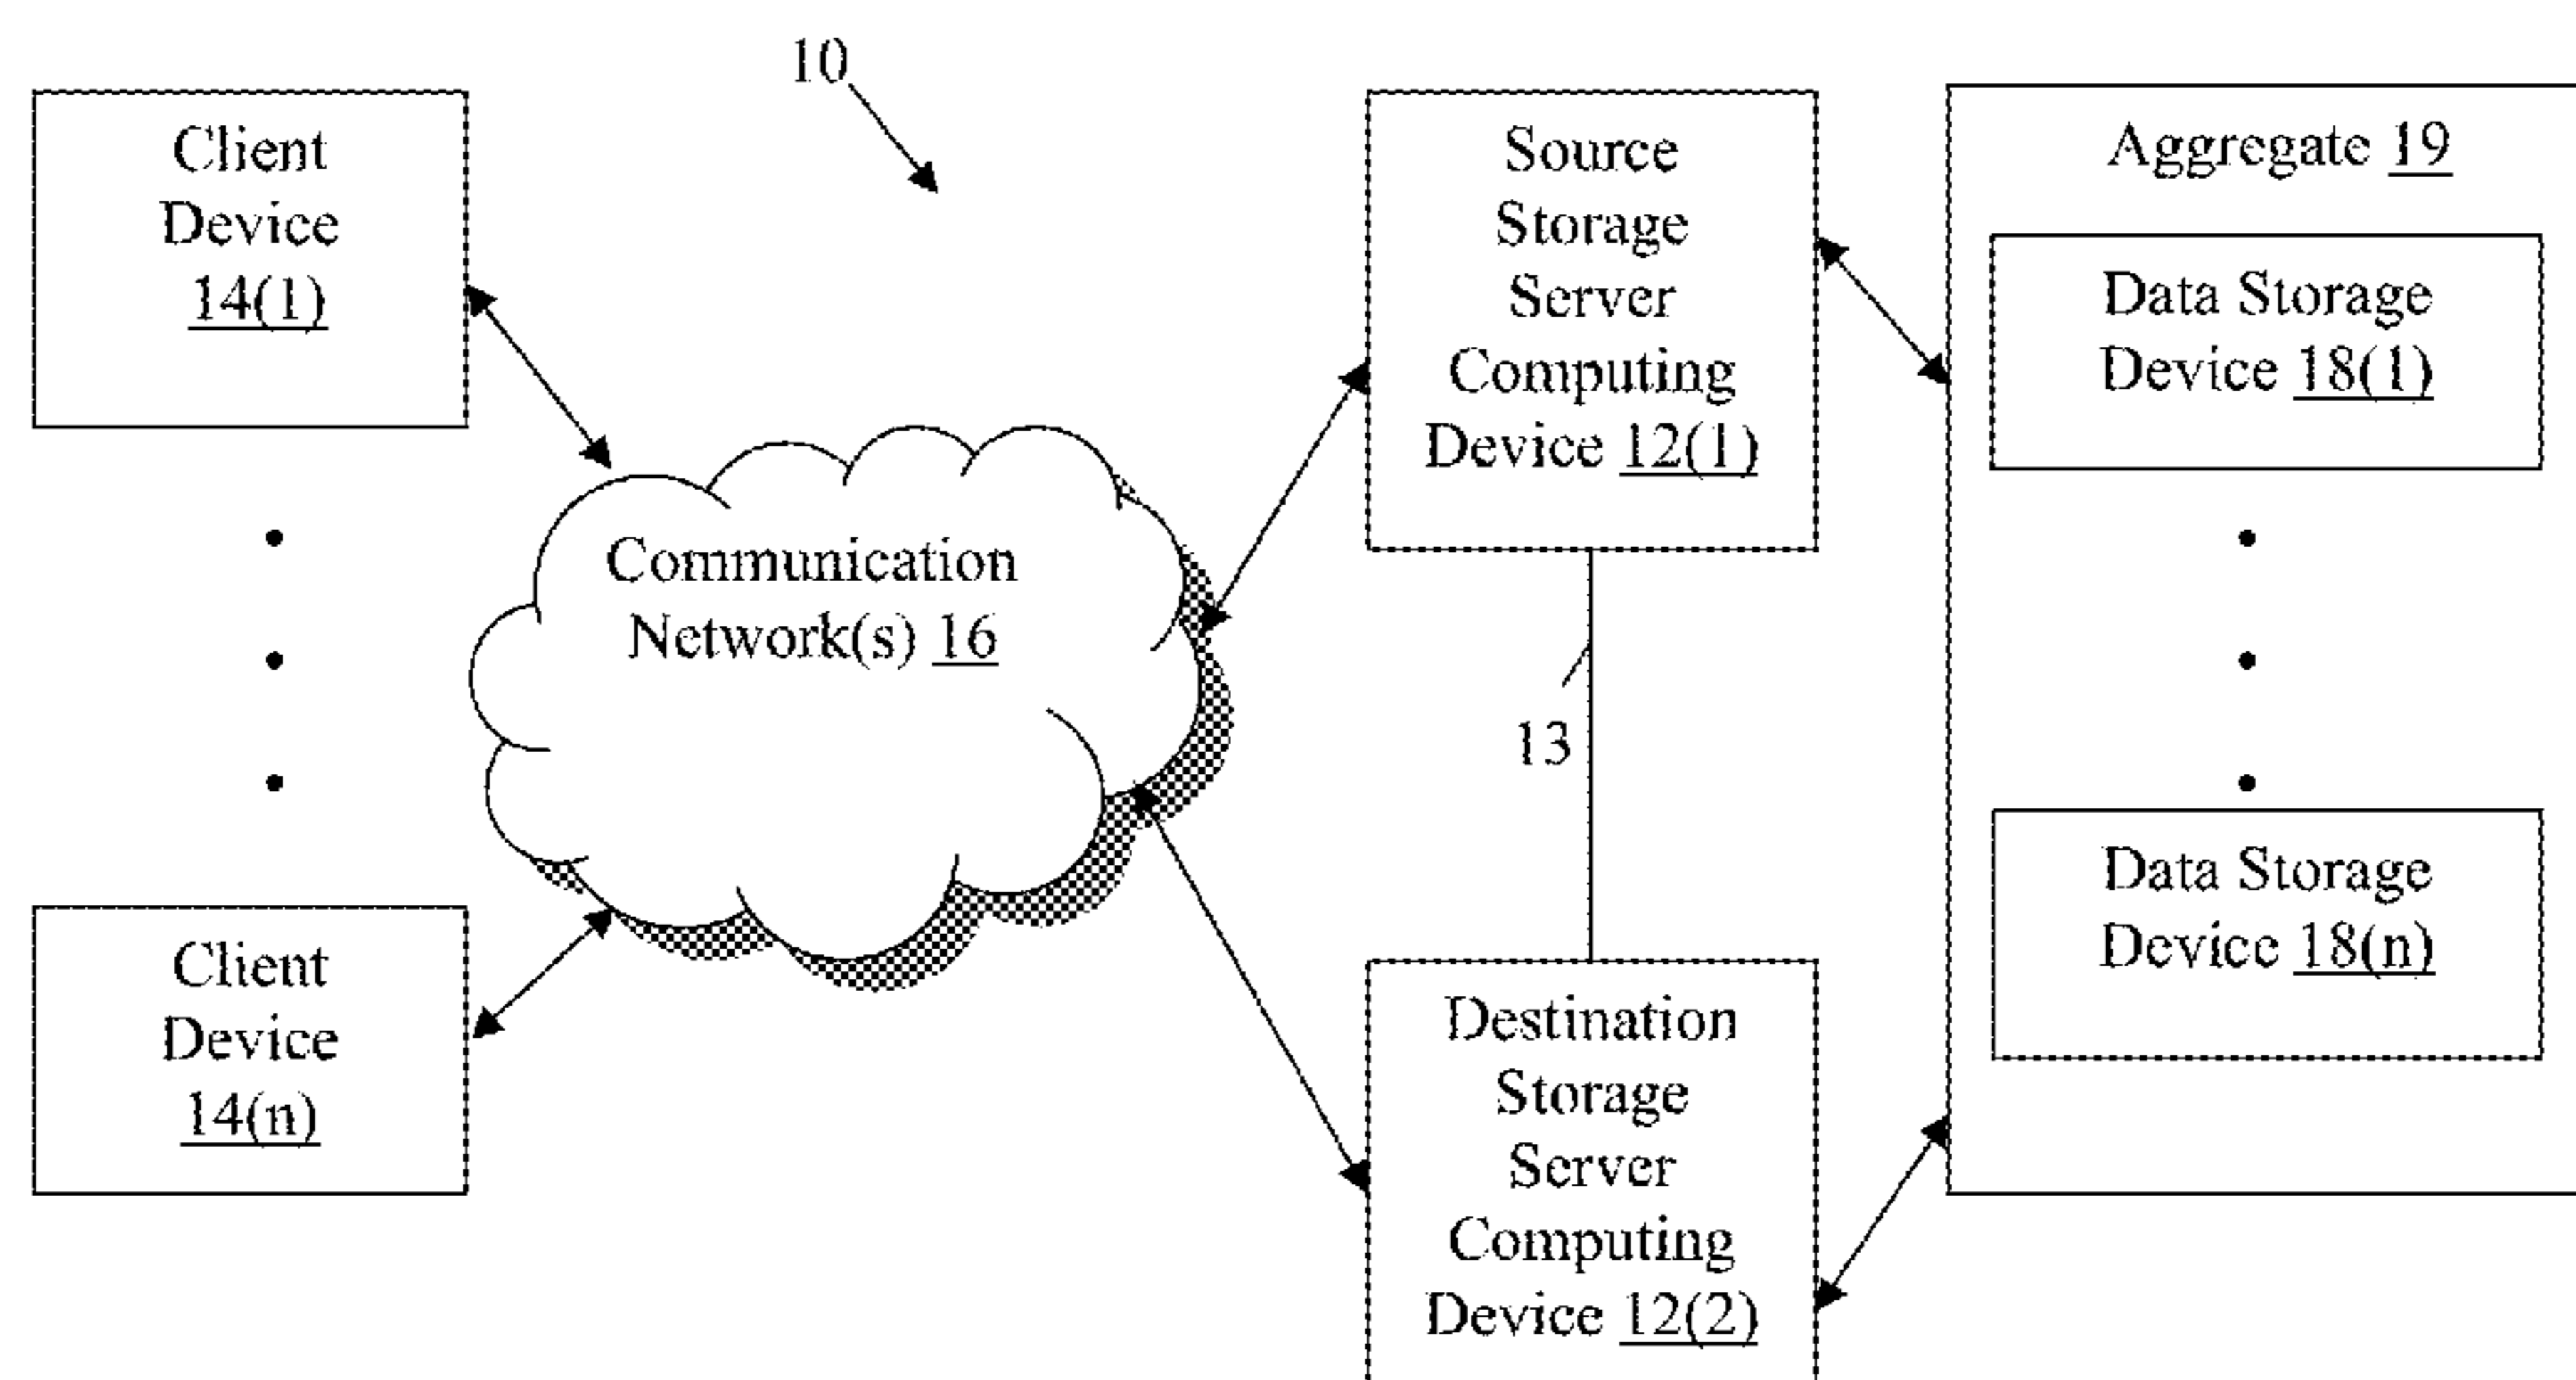 10
Client
Device
14(1)
Source
Storage
Server
Computing
Device 12(1)
Aggregate 19
Data Storage
Device 18(1)
Communication
Network(s) 16
13
Client
Device
14(n)
Destination
Storage
Server
Computing
Device 12(2)
Data Storage
Device 18(n)